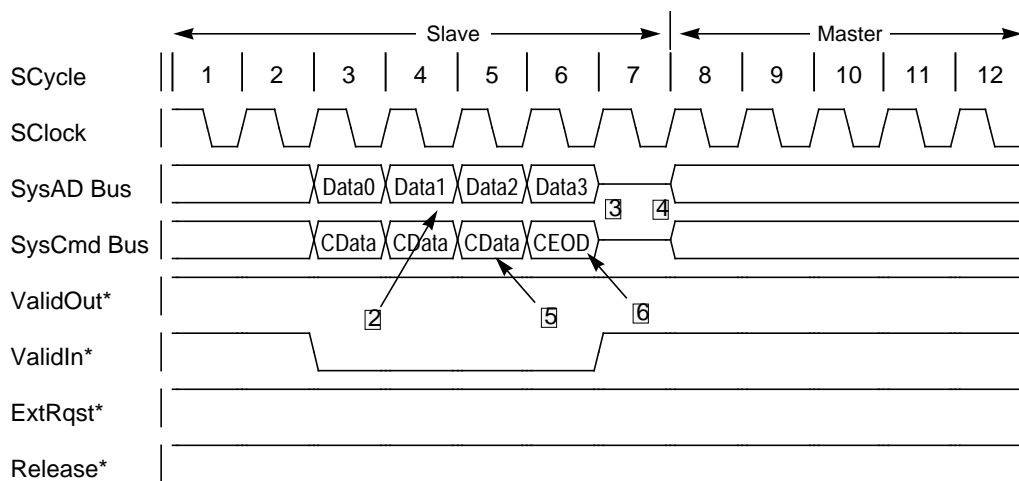 Slave Master
SCycle 1 2 3 4 5 6 7 8 9 10 11 12
SClock
SysAD Bus Data0 Data1 Data2 Data3
3 4
SysCmd Bus CData CData CData CEOD
ValidOut*
2 5 6
ValidIn*
ExtRqst*
Release*